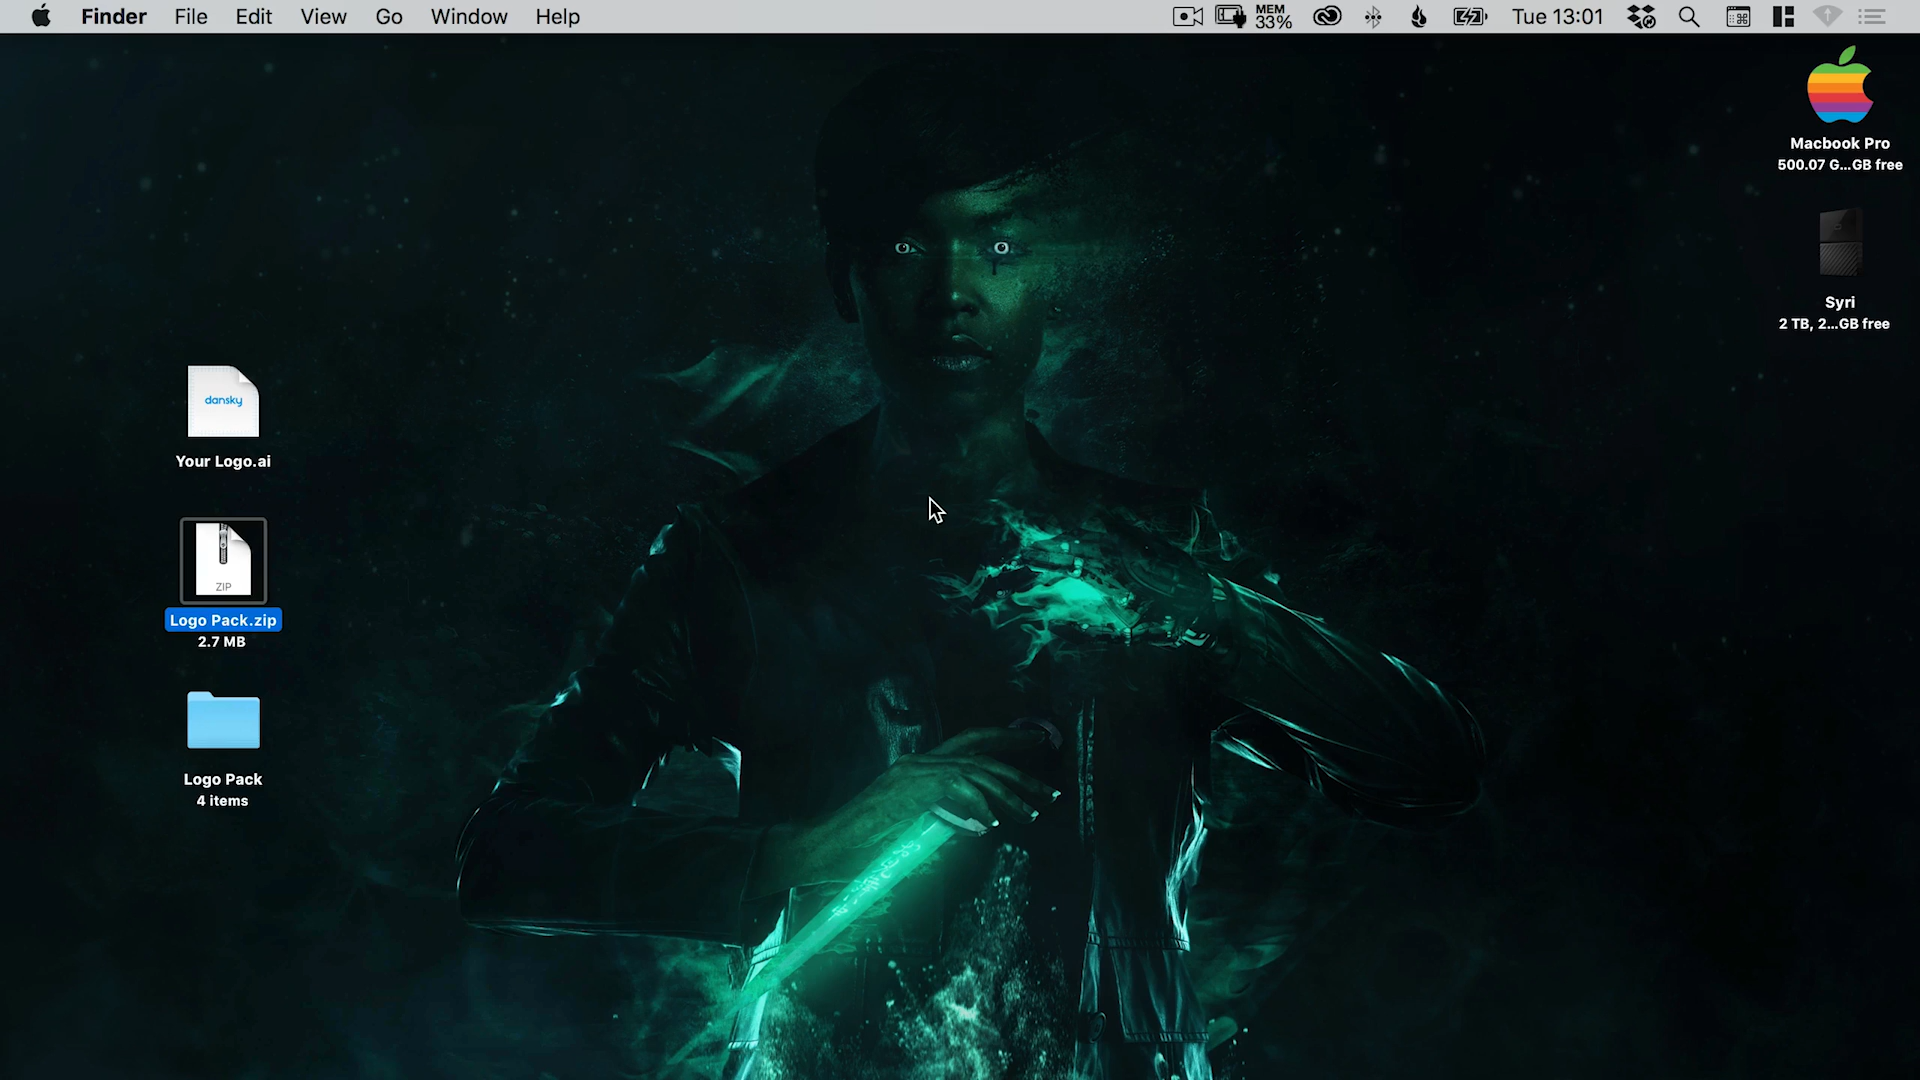 Finder File Edit View Go Window Help MEM 33% Tue 13:01
Macbook Pro
500.07 G...GB free
Syri
2 TB, 2...GB free
dansky
Your Logo.ai
ZIP
Logo Pack.zip
2.7 MB
Logo Pack
4 items